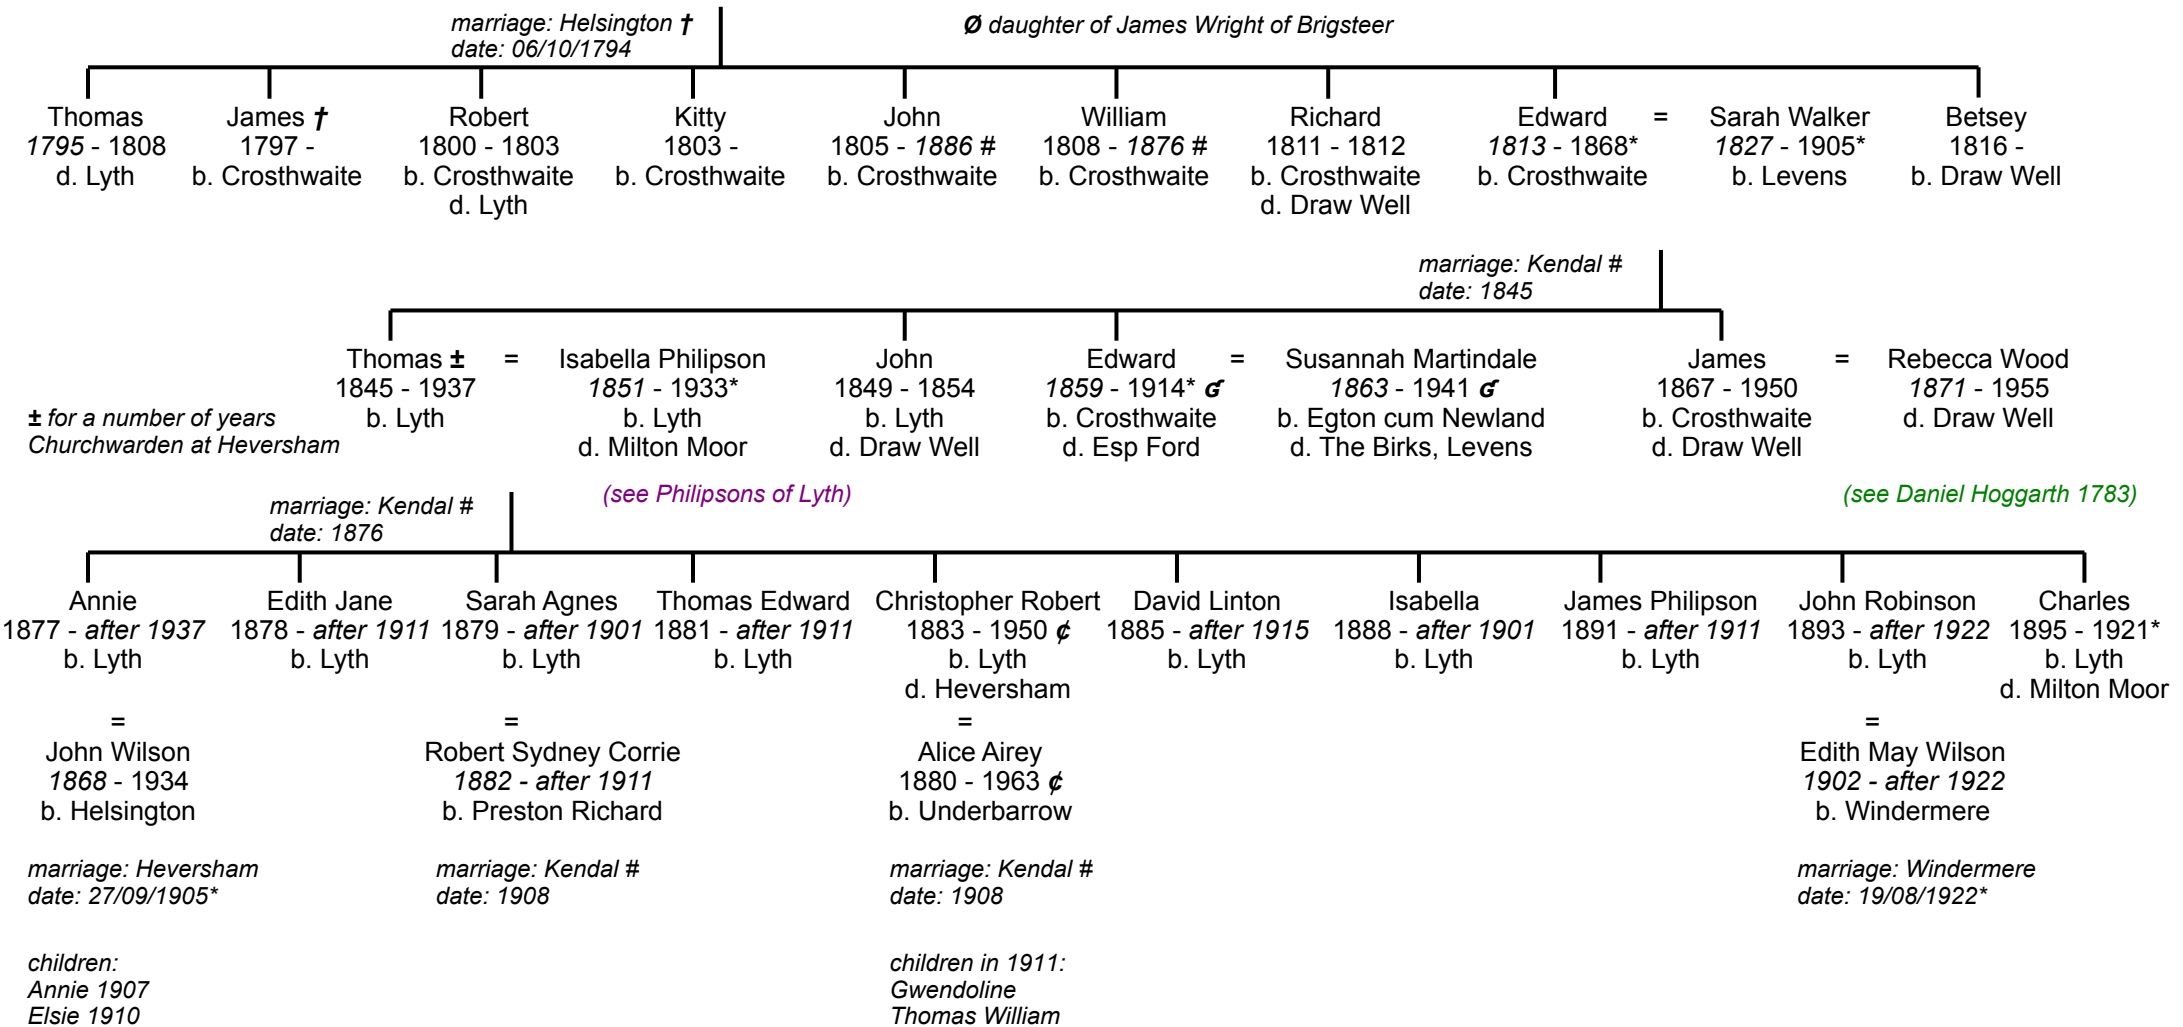 marriage: Helsington †
date: 06/10/1794
Ø daughter of James Wright of Brigsteer
Thomas
1795 - 1808
d. Lyth
James †
1797 -
b. Crosthwaite
Robert
1800 - 1803
b. Crosthwaite
d. Lyth
Kitty
1803 -
b. Crosthwaite
John
1805 - 1886 #
b. Crosthwaite
William
1808 - 1876 #
b. Crosthwaite
Richard
1811 - 1812
b. Crosthwaite
d. Draw Well
Edward
1813 - 1868*
b. Crosthwaite
=
Sarah Walker
1827 - 1905*
b. Levens
Betsey
1816 -
b. Draw Well
marriage: Kendal #
date: 1845
Thomas ±
1845 - 1937
b. Lyth
=
Isabella Philipson
1851 - 1933*
b. Lyth
d. Milton Moor
John
1849 - 1854
b. Lyth
d. Draw Well
Edward
1859 - 1914* ɠ
b. Crosthwaite
d. Esp Ford
=
Susannah Martindale
1863 - 1941 ɠ
b. Egton cum Newland
d. The Birks, Levens
James
1867 - 1950
b. Crosthwaite
d. Draw Well
=
Rebecca Wood
1871 - 1955
d. Draw Well
± for a number of years
Churchwarden at Heversham
(see Philipsons of Lyth)
(see Daniel Hoggarth 1783)
marriage: Kendal #
date: 1876
Annie
1877 - after 1937
b. Lyth
=
John Wilson
1868 - 1934
b. Helsington
marriage: Heversham
date: 27/09/1905*
children:
Annie 1907
Elsie 1910
Edith Jane
1878 - after 1911
b. Lyth
Sarah Agnes
1879 - after 1901
b. Lyth
=
Robert Sydney Corrie
1882 - after 1911
b. Preston Richard
marriage: Kendal #
date: 1908
Thomas Edward
1881 - after 1911
b. Lyth
Christopher Robert
1883 - 1950 ¢
b. Lyth
d. Heversham
=
Alice Airey
1880 - 1963 ¢
b. Underbarrow
marriage: Kendal #
date: 1908
children in 1911:
Gwendoline
Thomas William
David Linton
1885 - after 1915
b. Lyth
Isabella
1888 - after 1901
b. Lyth
James Philipson
1891 - after 1911
b. Lyth
John Robinson
1893 - after 1922
b. Lyth
=
Edith May Wilson
1902 - after 1922
b. Windermere
marriage: Windermere
date: 19/08/1922*
Charles
1895 - 1921*
b. Lyth
d. Milton Moor